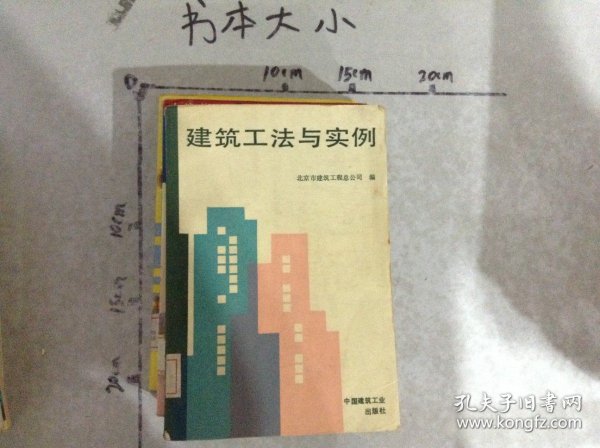 书本大小
0
10cm
15cm
20cm
建筑工法与实例
北京市建筑工程总公司 编
10cm
15cm
20cm
中国建筑工业
出版社
孔夫子旧书网
www.kongfz.com